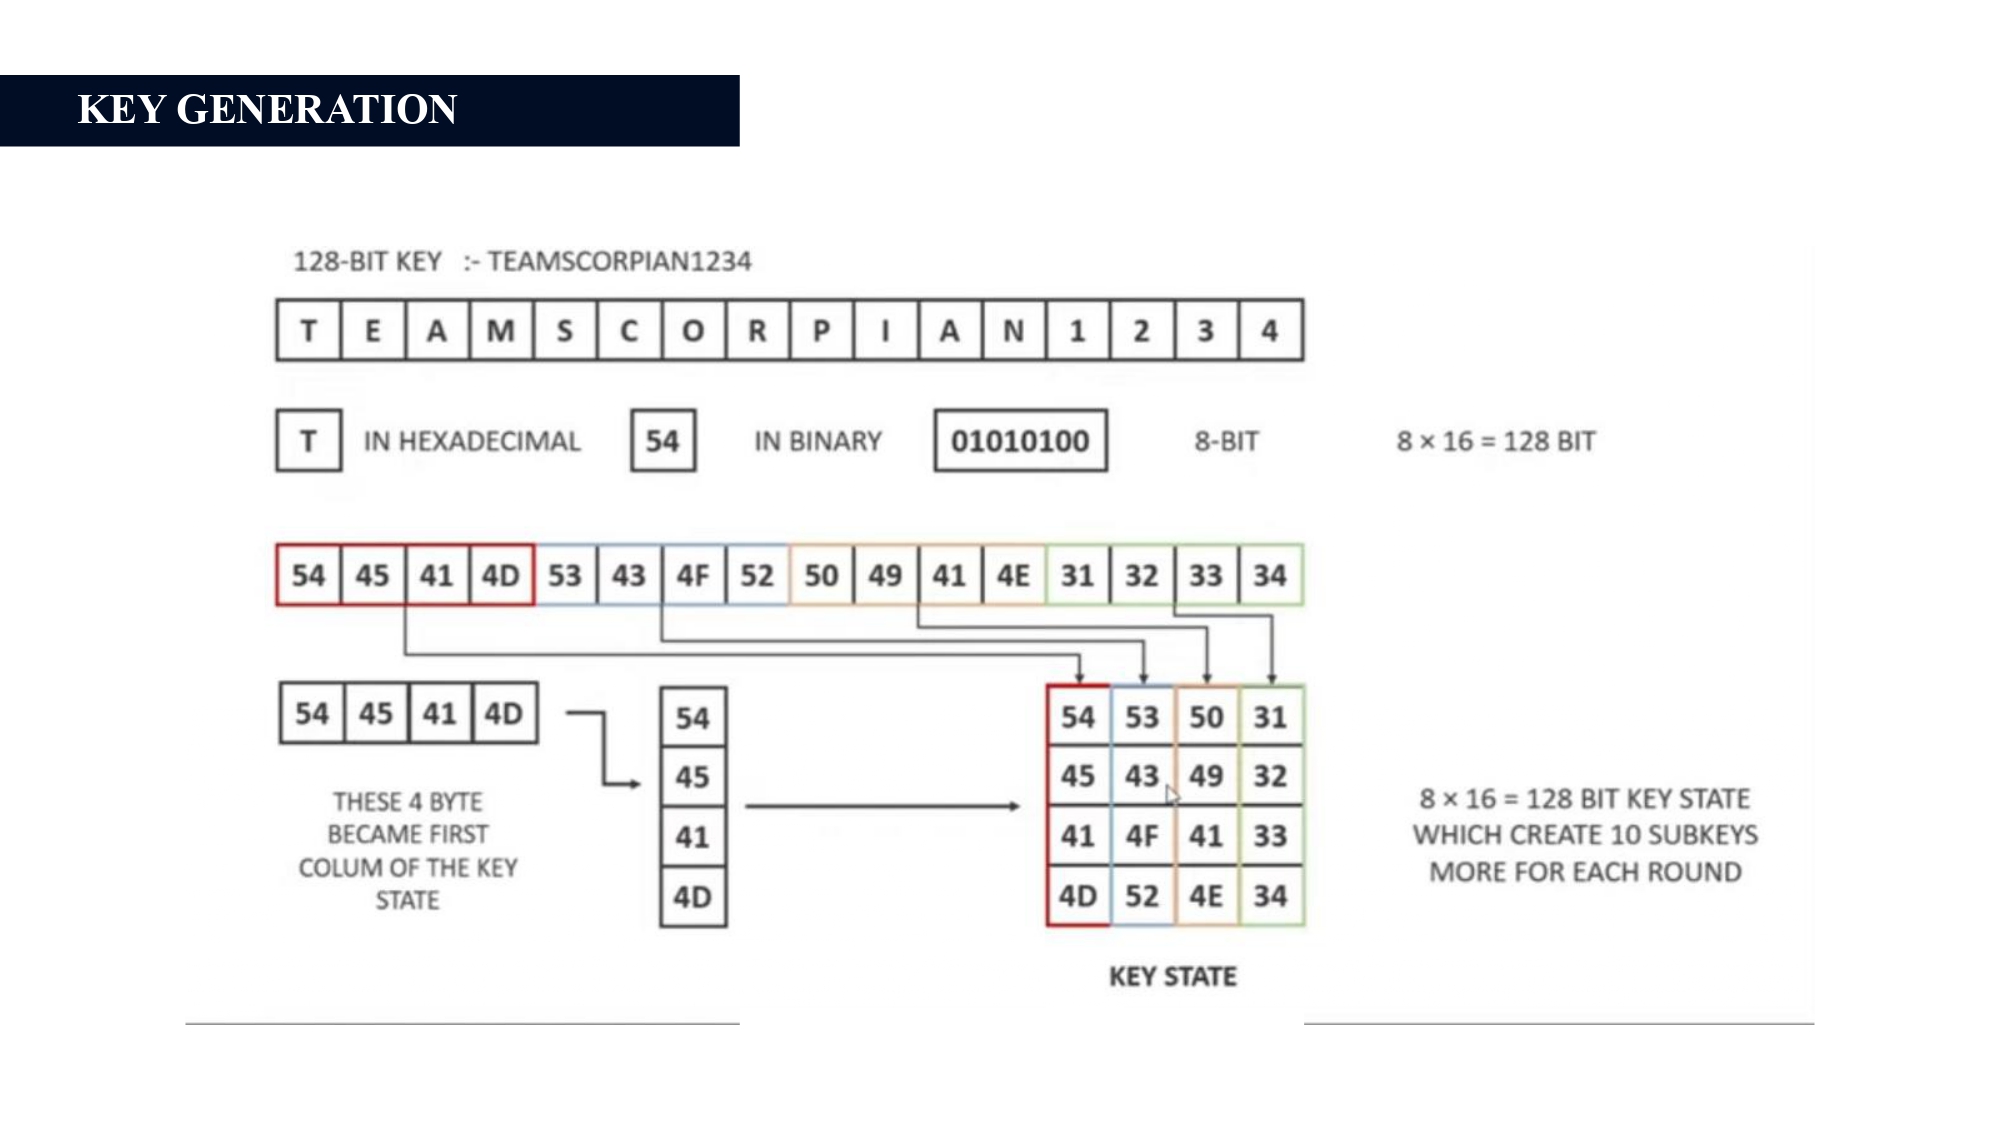 KEY GENERATION
128-BIT KEY :- TEAMSCORPIAN1234
T E A M S C O R P I A N 1 2 3 4
T IN HEXADECIMAL 54 IN BINARY 01010100 8-BIT 8 × 16 = 128 BIT
54 45 41 4D 53 43 4F 52 50 49 41 4E 31 32 33 34
54 45 41 4D
THESE 4 BYTE
BECAME FIRST
COLUM OF THE KEY
STATE
54
45
41
4D
54 53 50 31
45 43 49 32
41 4F 41 33
4D 52 4E 34
KEY STATE
8 × 16 = 128 BIT KEY STATE
WHICH CREATE 10 SUBKEYS
MORE FOR EACH ROUND